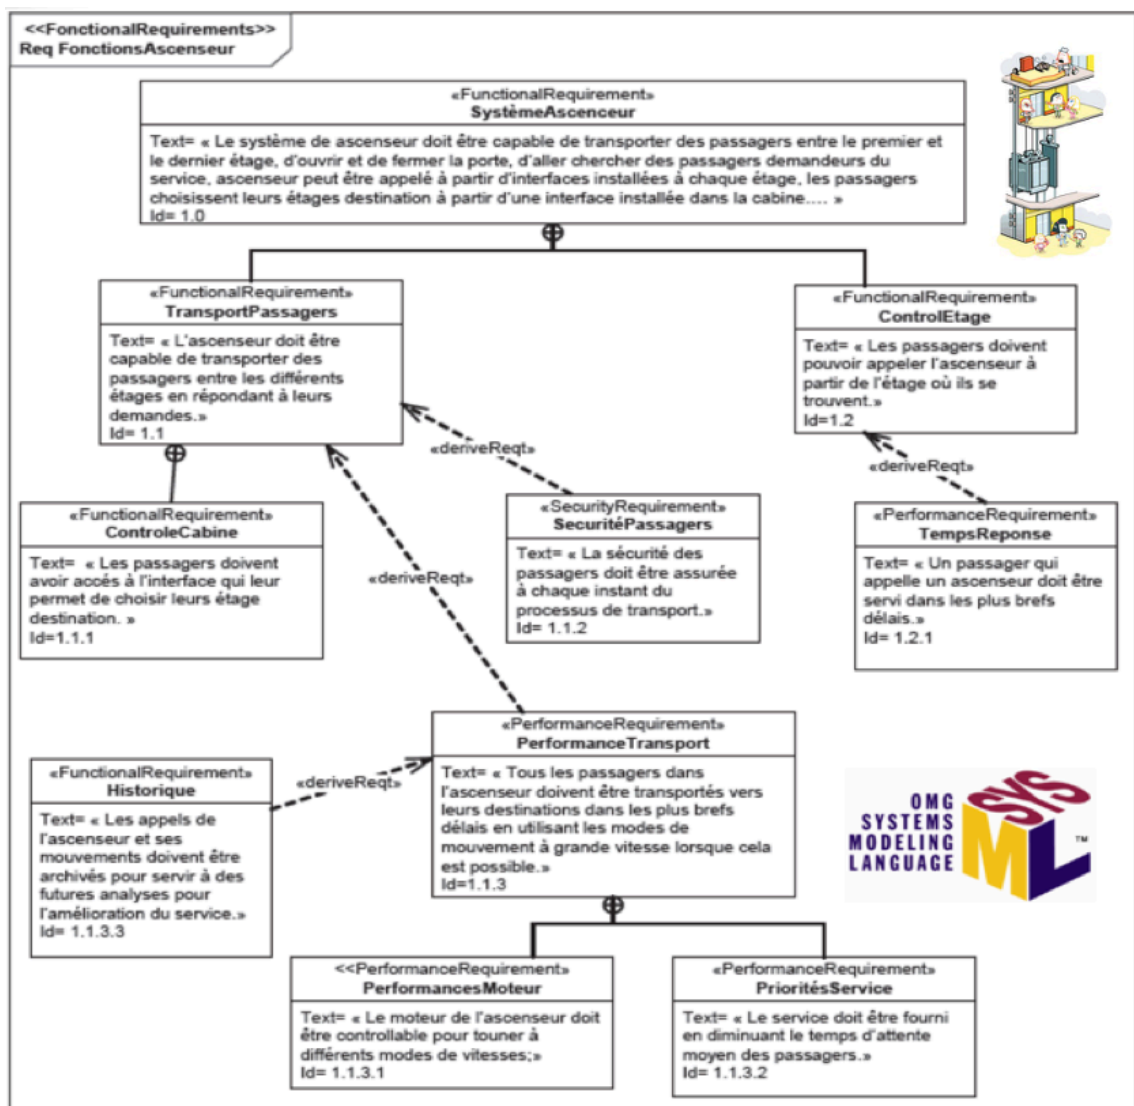 <<FonctionalRequirements>>
Req FonctionsAscenseur
«FunctionalRequirement»
SystèmeAscenceur
Text= « Le système de ascenseur doit être capable de transporter des passagers entre le premier et
le dernier étage, d'ouvrir et de fermer la porte, d'aller chercher des passagers demandeurs du
service, ascenseur peut être appelé à partir d'interfaces installées à chaque étage, les passagers
choisissent leurs étages destination à partir d'une interface installée dans la cabine.... »
Id= 1.0
«FunctionalRequirement»
TransportPassagers
Text= « L'ascenseur doit être
capable de transporter des
passagers entre les différents
étages en répondant à leurs
demandes.»
Id= 1.1
«FunctionalRequirement»
ControlEtage
Text= « Les passagers doivent
pouvoir appeler l'ascenseur à
partir de l'étage où ils se
trouvent.»
Id=1.2
«deriveReqt»
«deriveReqt»
«FunctionalRequirement»
ControleCabine
Text= « Les passagers doivent
avoir accés à l'interface qui leur
permet de choisir leurs étage
destination. »
Id=1.1.1
«SecurityRequirement»
SecuritéPassagers
Text= « La sécurité des
passagers doit être assurée
à chaque instant du
processus de transport.»
Id= 1.1.2
«PerformanceRequirement»
TempsReponse
Text= « Un passager qui
appelle un ascenseur doit être
servi dans les plus brefs
délais.»
Id= 1.2.1
«deriveReqt»
«PerformanceRequirement»
PerformanceTransport
Text= « Tous les passagers dans
l'ascenseur doivent être transportés vers
leurs destinations dans les plus brefs
délais en utilisant les modes de
mouvement à grande vitesse lorsque cela
est possible.»
Id=1.1.3
«FunctionalRequirement»
Historique
Text= « Les appels de
l'ascenseur et ses
mouvements doivent être
archivés pour servir à des
futures analyses pour
l'amélioration du service.»
Id= 1.1.3.3
«deriveReqt»
OMG
SYSTEMS
MODELING
LANGUAGE
SYS
ML
™
<<PerformanceRequirement»
PerformancesMoteur
Text= « Le moteur de l'ascenseur doit
être controllable pour touner à
différents modes de vitesses;»
Id= 1.1.3.1
«PerformanceRequirement»
PrioritésService
Text= « Le service doit être fourni
en diminuant le temps d'attente
moyen des passagers.»
Id= 1.1.3.2